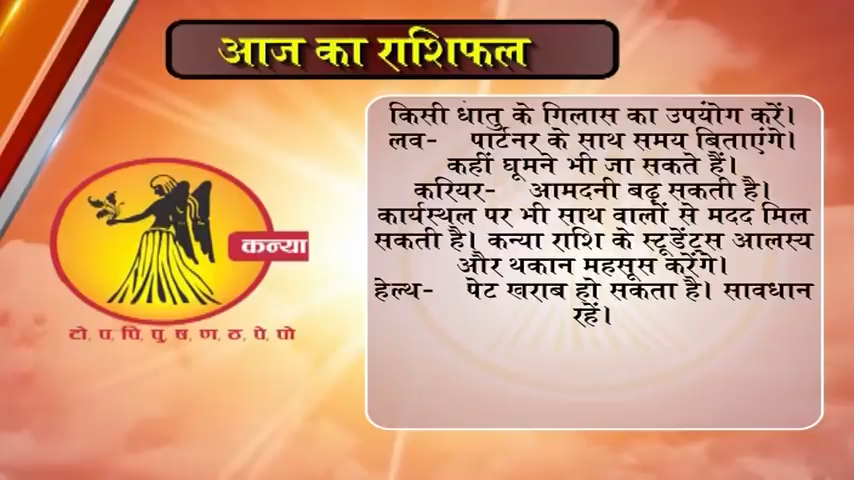 आज का राशिफल
किसी धातु के गिलास का उपयोग करें।
लव- पार्टनर के साथ समय बिताएंगे।
कहीं घूमने भी जा सकते हैं।
करियर- आमदनी बढ़ सकती है।
कार्यस्थल पर भी साथ वालों से मदद मिल
सकती है। कन्या राशि के स्टूडेंट्स आलस्य
और थकान महसूस करेंगे।
हेल्थ- पेट खराब हो सकता है। सावधान
रहें।
कन्या
टो, प, पि, पु, ष, ण, ठ, पे, पो